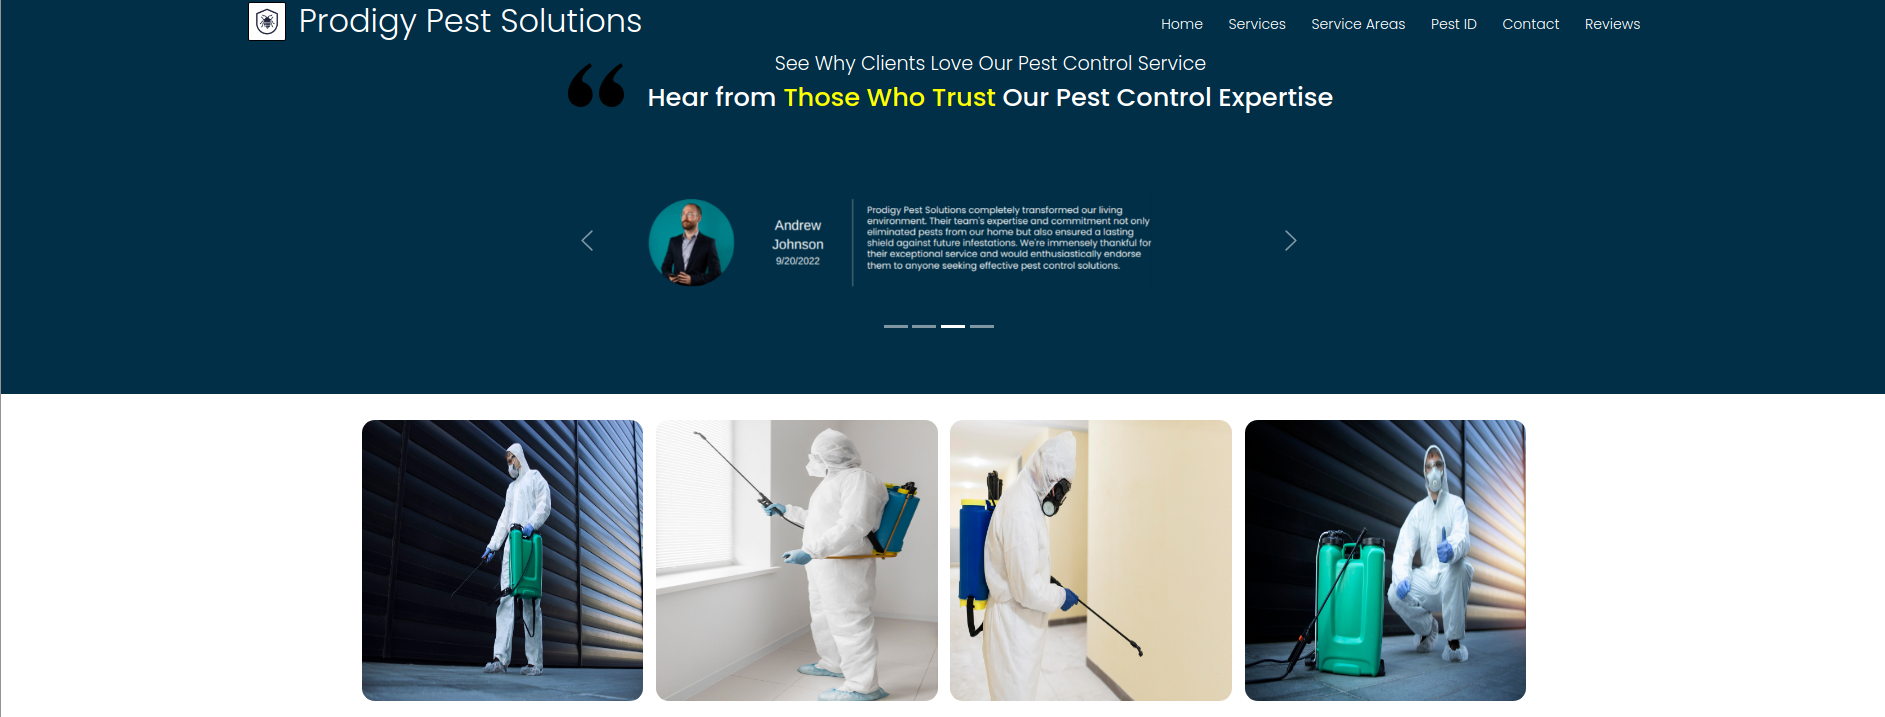 Prodigy Pest Solutions
Home Services Service Areas Pest ID Contact Reviews
See Why Clients Love Our Pest Control Service
Hear from Those Who Trust Our Pest Control Expertise
Andrew
Johnson
9/20/2022
Prodigy Pest Solutions completely transformed our living
environment. Their team's expertise and commitment not only
eliminated pests from our home but also ensured a lasting
shield against future infestations. We're immensely thankful for
their exceptional service and would enthusiastically endorse
them to anyone seeking effective pest control solutions.